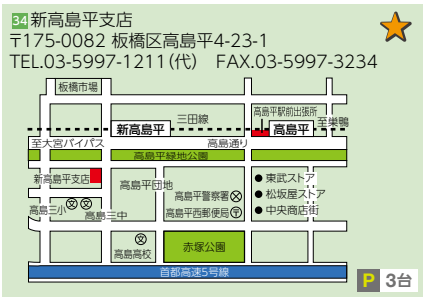 34 新高島平支店
〒175-0082 板橋区高島平4-23-1
TEL.03-5997-1211(代) FAX.03-5997-3234
板橋市場
三田線
高島平駅前出張所
新高島平
高島平
至巣鴨
至大宮バイパス
高島通り
高島平緑地公園
新高島平支店
高島平団地
東武ストア
高島平警察署
松坂屋ストア
高島三小
文
文
高島三中
高島平西郵便局
中央商店街
文
高島高校
赤塚公園
首都高速5号線
P 3台